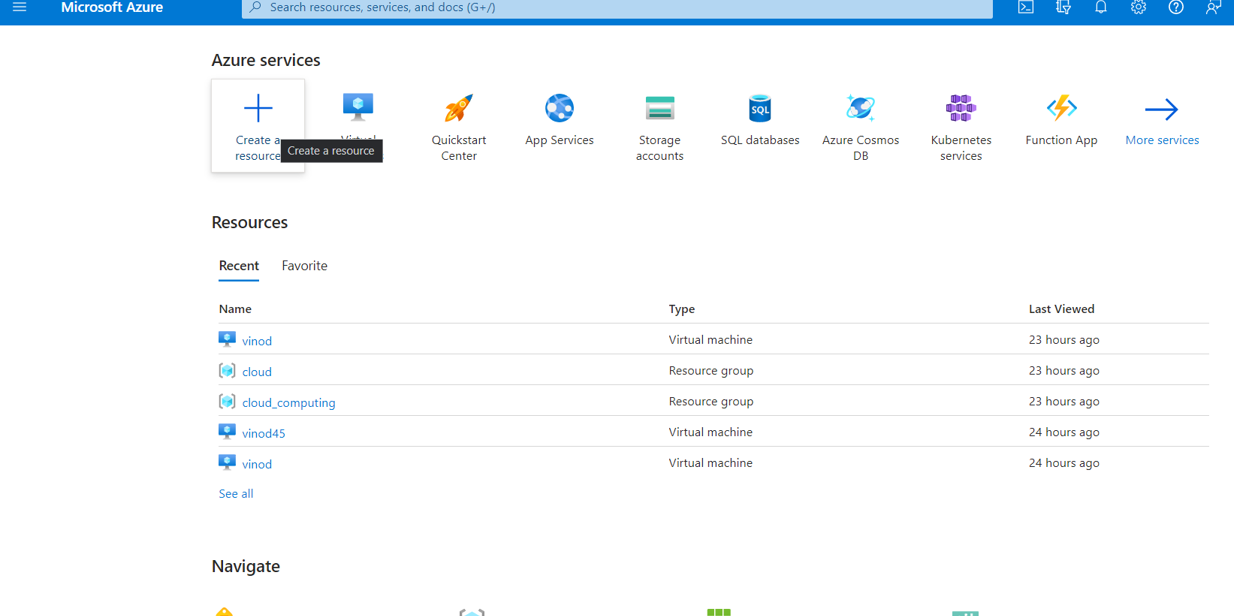 Microsoft Azure
Search resources, services, and docs (G+/)
Azure services
Create a
resource
Create a resource
Virtual
Quickstart
Center
App Services
Storage
accounts
SQL
SQL databases
Azure Cosmos
DB
Kubernetes
services
Function App
More services
Resources
Recent Favorite
Name Type Last Viewed
vinod Virtual machine 23 hours ago
cloud Resource group 23 hours ago
cloud_computing Resource group 23 hours ago
vinod45 Virtual machine 24 hours ago
vinod Virtual machine 24 hours ago
See all
Navigate